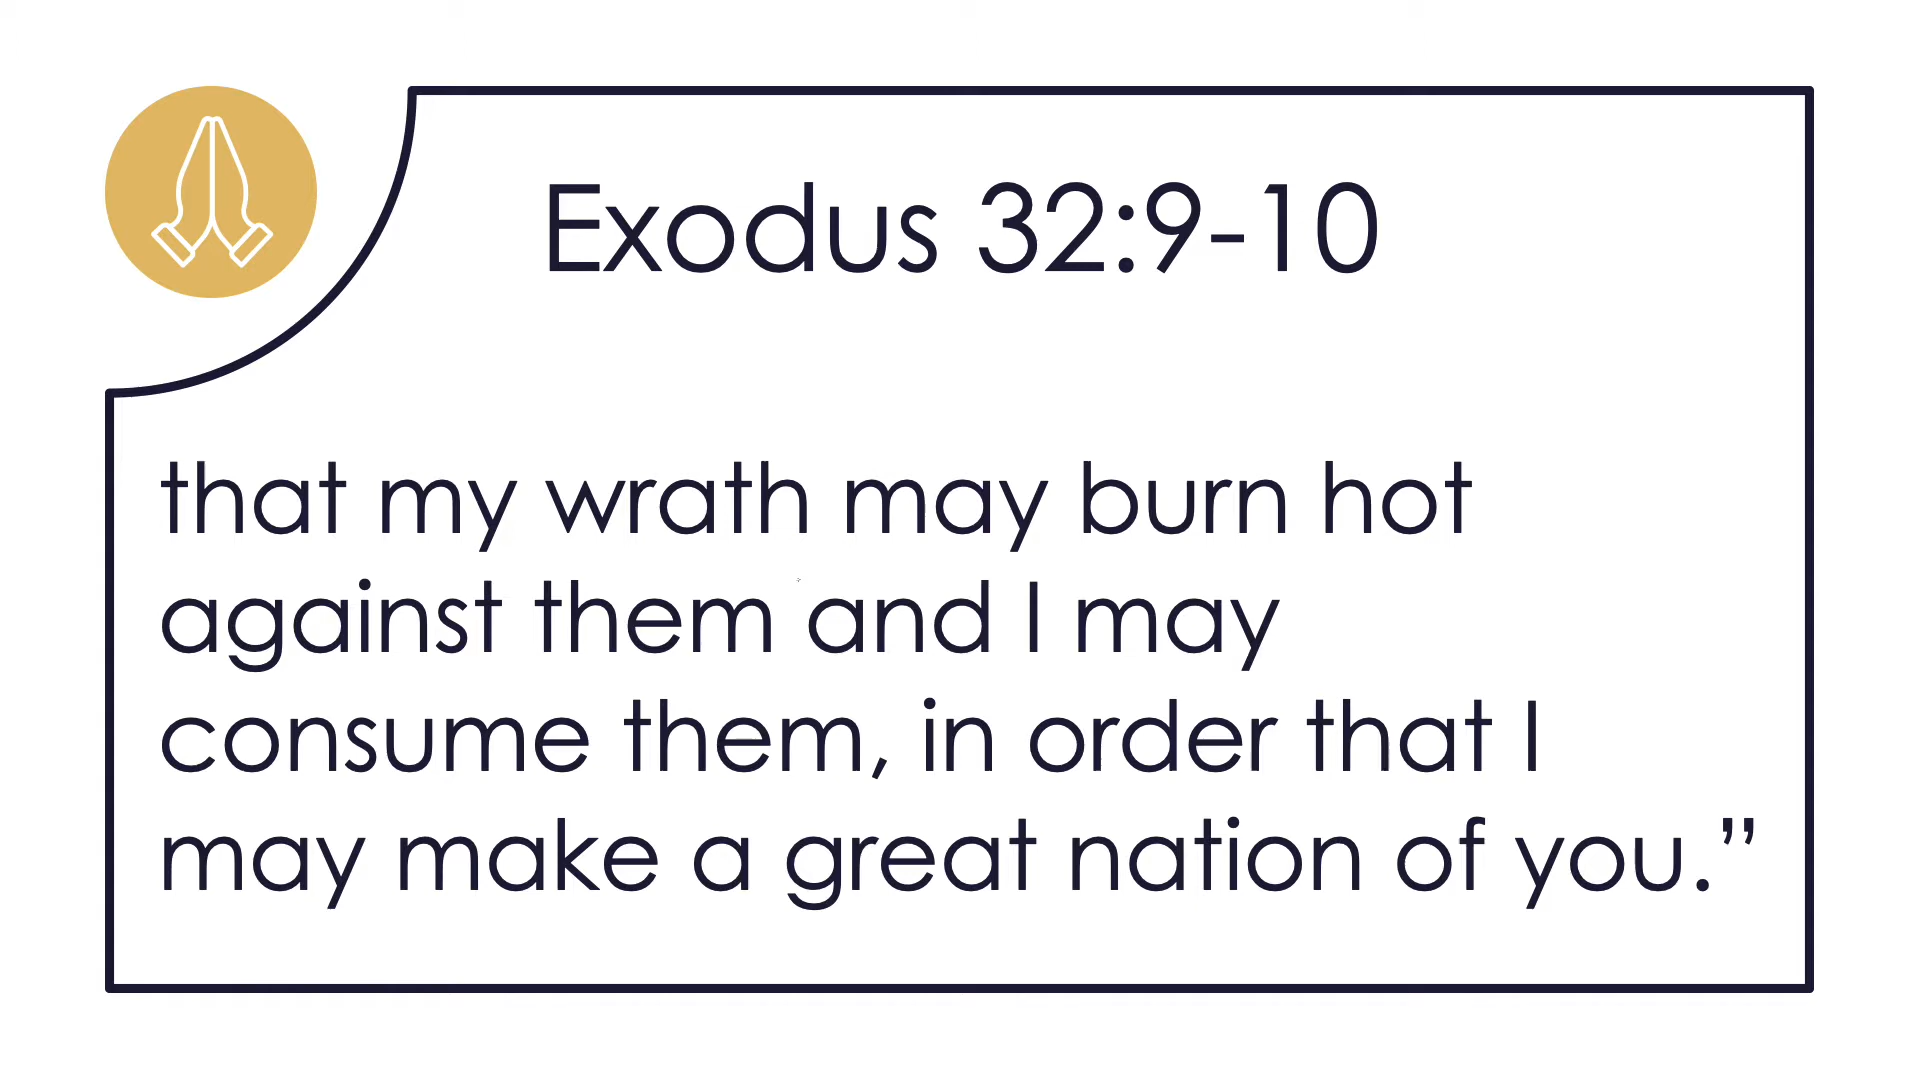 Exodus 32:9-10
that my wrath may burn hot
against them and I may
consume them, in order that I
may make a great nation of you.”